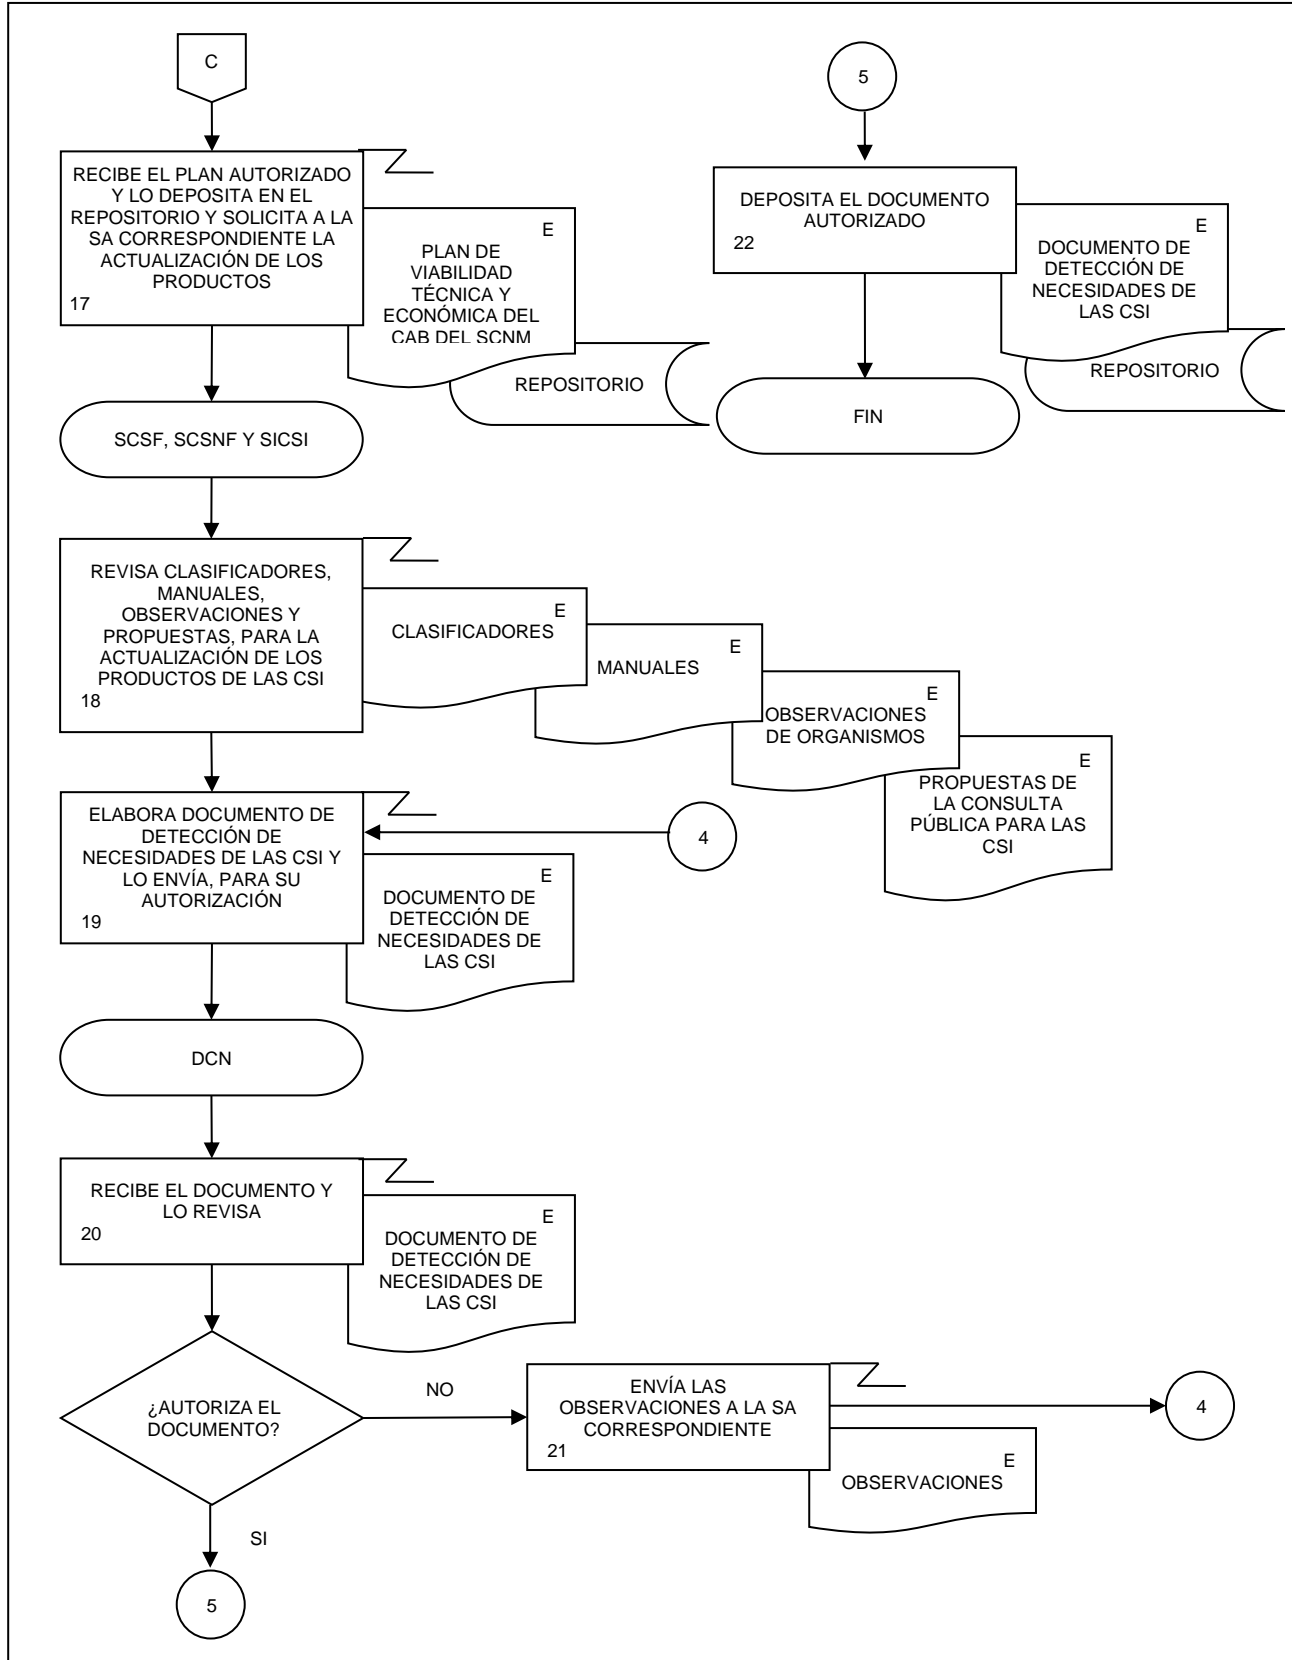 C
RECIBE EL PLAN AUTORIZADO
Y LO DEPOSITA EN EL
REPOSITORIO Y SOLICITA A LA
SA CORRESPONDIENTE LA
ACTUALIZACIÓN DE LOS
PRODUCTOS
17
E
PLAN DE
VIABILIDAD
TÉCNICA Y
ECONÓMICA DEL
CAB DEL SCNM
REPOSITORIO
SCSF, SCSNF Y SICSI
REVISA CLASIFICADORES,
MANUALES,
OBSERVACIONES Y
PROPUESTAS, PARA LA
ACTUALIZACIÓN DE LOS
PRODUCTOS DE LAS CSI
18
E
CLASIFICADORES
E
MANUALES
E
OBSERVACIONES
DE ORGANISMOS
E
PROPUESTAS DE
LA CONSULTA
PÚBLICA PARA LAS
CSI
ELABORA DOCUMENTO DE
DETECCIÓN DE
NECESIDADES DE LAS CSI Y
LO ENVÍA, PARA SU
AUTORIZACIÓN
19
4
E
DOCUMENTO DE
DETECCIÓN DE
NECESIDADES DE
LAS CSI
DCN
RECIBE EL DOCUMENTO Y
LO REVISA
20
E
DOCUMENTO DE
DETECCIÓN DE
NECESIDADES DE
LAS CSI
¿AUTORIZA EL
DOCUMENTO?
NO
ENVÍA LAS
OBSERVACIONES A LA SA
CORRESPONDIENTE
21
E
OBSERVACIONES
4
SI
5
5
DEPOSITA EL DOCUMENTO
AUTORIZADO
22
E
DOCUMENTO DE
DETECCIÓN DE
NECESIDADES DE
LAS CSI
REPOSITORIO
FIN